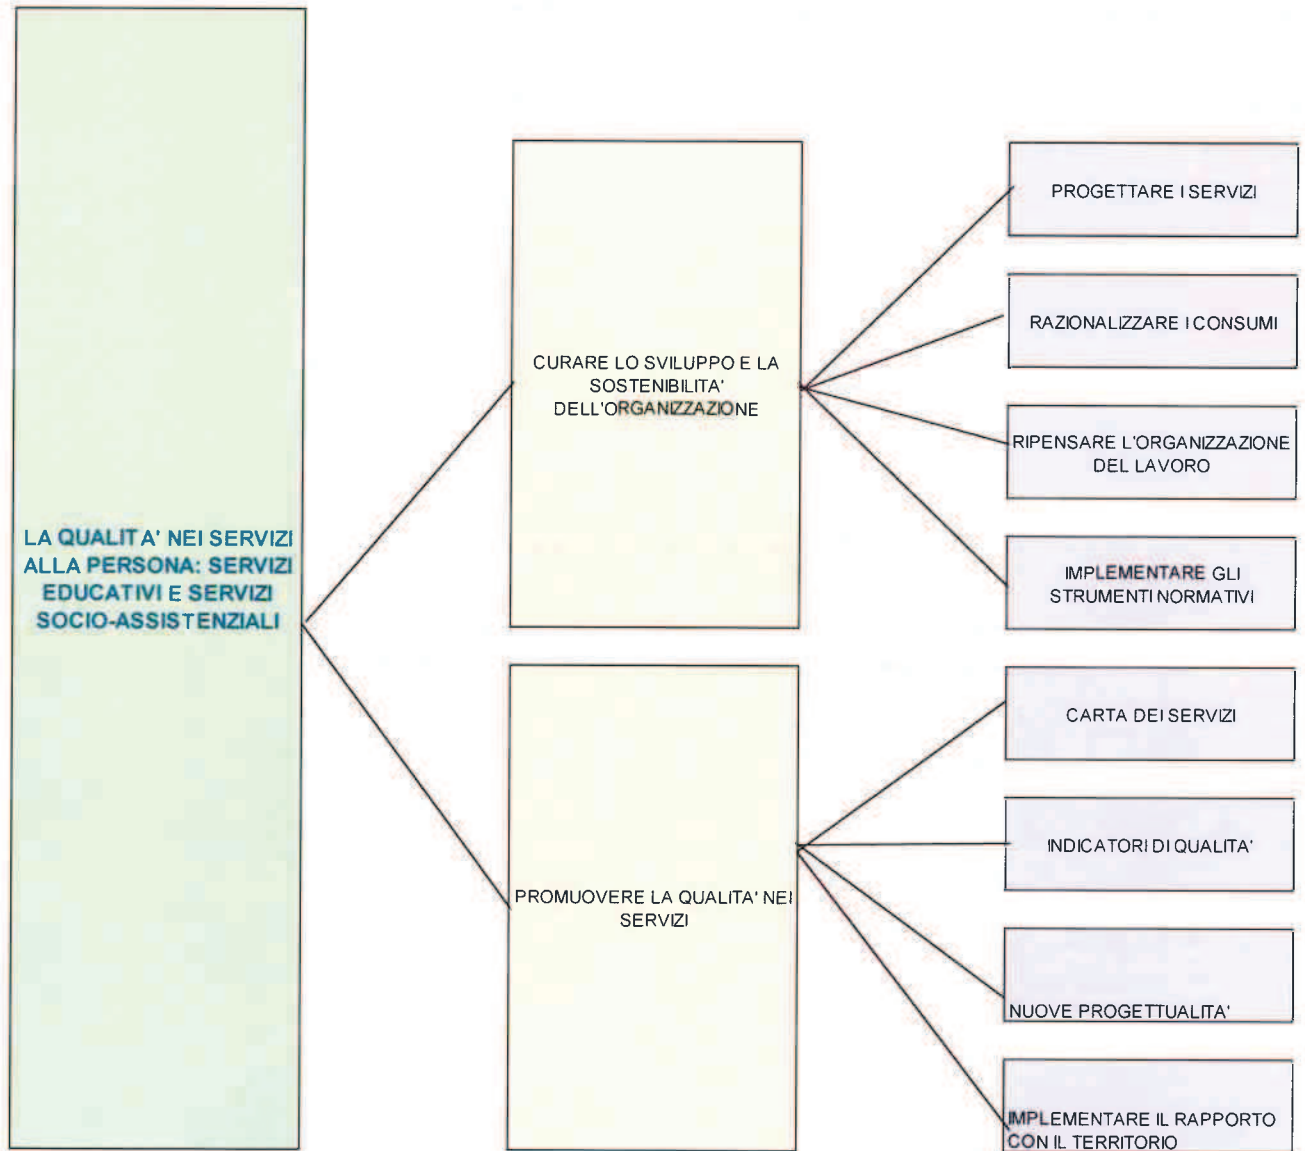 LA QUALITA' NEI SERVIZI
ALLA PERSONA: SERVIZI
EDUCATIVI E SERVIZI
SOCIO-ASSISTENZIALI
CURARE LO SVILUPPO E LA
SOSTENIBILITA'
DELL'ORGANIZZAZIONE
PROGETTARE I SERVIZI
RAZIONALIZZARE I CONSUMI
RIPENSARE L'ORGANIZZAZIONE
DEL LAVORO
IMPLEMENTARE GLI
STRUMENTI NORMATIVI
PROMUOVERE LA QUALITA' NEI
SERVIZI
CARTA DEI SERVIZI
INDICATORI DI QUALITA'
NUOVE PROGETTUALITA'
IMPLEMENTARE IL RAPPORTO
CON IL TERRITORIO